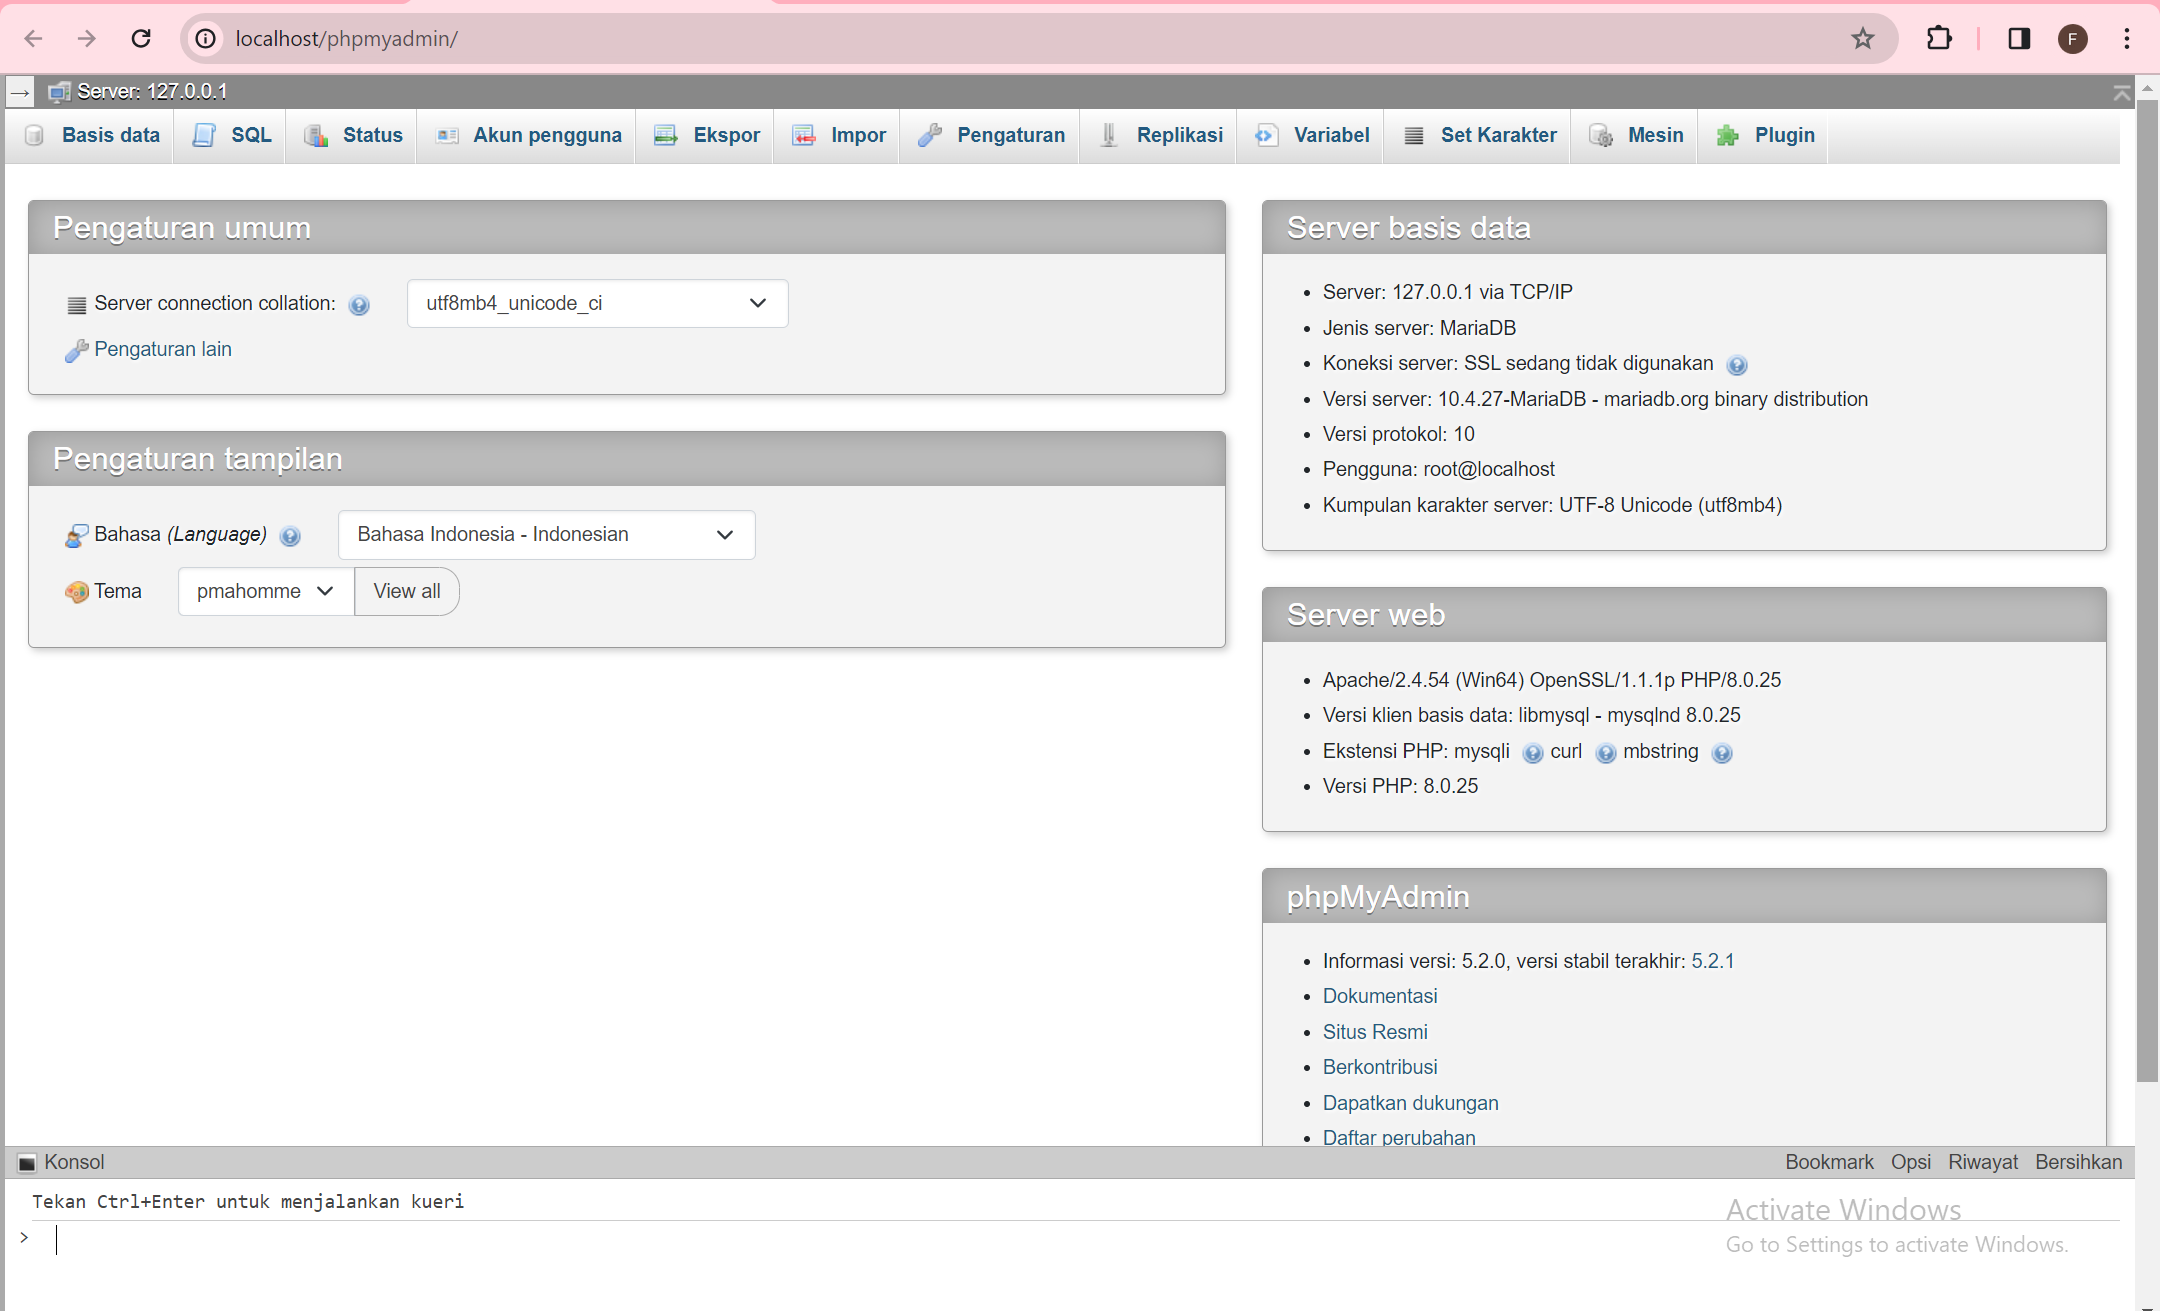 localhost/phpmyadmin/
F
Server: 127.0.0.1
Basis data SQL Status Akun pengguna Ekspor Impor Pengaturan Replikasi Variabel Set Karakter Mesin Plugin
Pengaturan umum
Server connection collation: utf8mb4_unicode_ci
Pengaturan lain
Pengaturan tampilan
Bahasa (Language) Bahasa Indonesia - Indonesian
Tema pmahomme View all
Server basis data
Server: 127.0.0.1 via TCP/IP
Jenis server: MariaDB
Koneksi server: SSL sedang tidak digunakan
Versi server: 10.4.27-MariaDB - mariadb.org binary distribution
Versi protokol: 10
Pengguna: root@localhost
Kumpulan karakter server: UTF-8 Unicode (utf8mb4)
Server web
Apache/2.4.54 (Win64) OpenSSL/1.1.1p PHP/8.0.25
Versi klien basis data: libmysql - mysqlnd 8.0.25
Ekstensi PHP: mysqli curl mbstring
Versi PHP: 8.0.25
phpMyAdmin
Informasi versi: 5.2.0, versi stabil terakhir: 5.2.1
Dokumentasi
Situs Resmi
Berkontribusi
Dapatkan dukungan
Daftar perubahan
Konsol Bookmark Opsi Riwayat Bersihkan
Tekan Ctrl+Enter untuk menjalankan kueri
>
Activate Windows
Go to Settings to activate Windows.